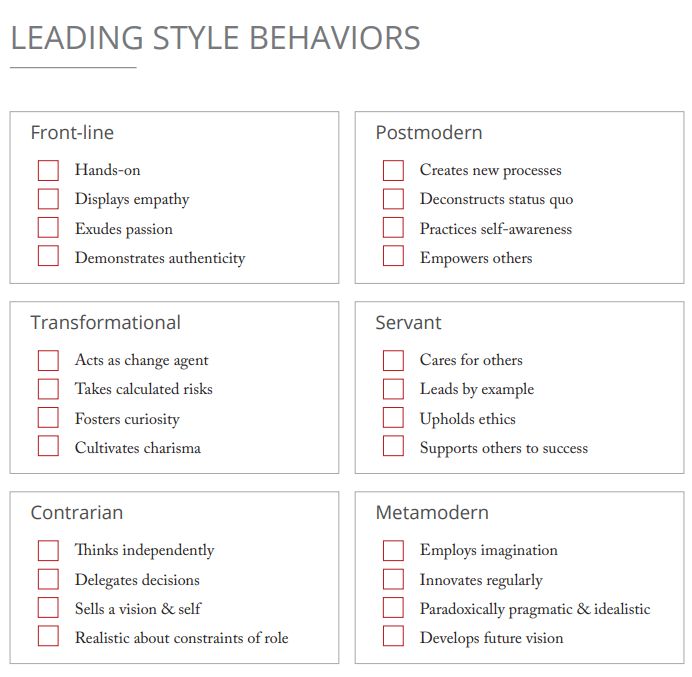 LEADING STYLE BEHAVIORS
Front-line
Hands-on
Displays empathy
Exudes passion
Demonstrates authenticity
Postmodern
Creates new processes
Deconstructs status quo
Practices self-awareness
Empowers others
Transformational
Acts as change agent
Takes calculated risks
Fosters curiosity
Cultivates charisma
Servant
Cares for others
Leads by example
Upholds ethics
Supports others to success
Contrarian
Thinks independently
Delegates decisions
Sells a vision & self
Realistic about constraints of role
Metamodern
Employs imagination
Innovates regularly
Paradoxically pragmatic & idealistic
Develops future vision